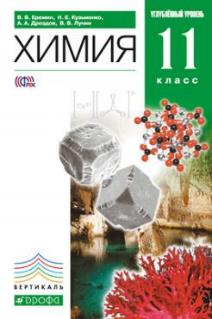 В. В. Еремин, Н. Е. Кузьменко,
А. А. Дроздов, В. В. Лунин
УГЛУБЛЁННЫЙ УРОВЕНЬ
ХИМИЯ
11
класс
ВЕРТИКАЛЬ
ДРОФА